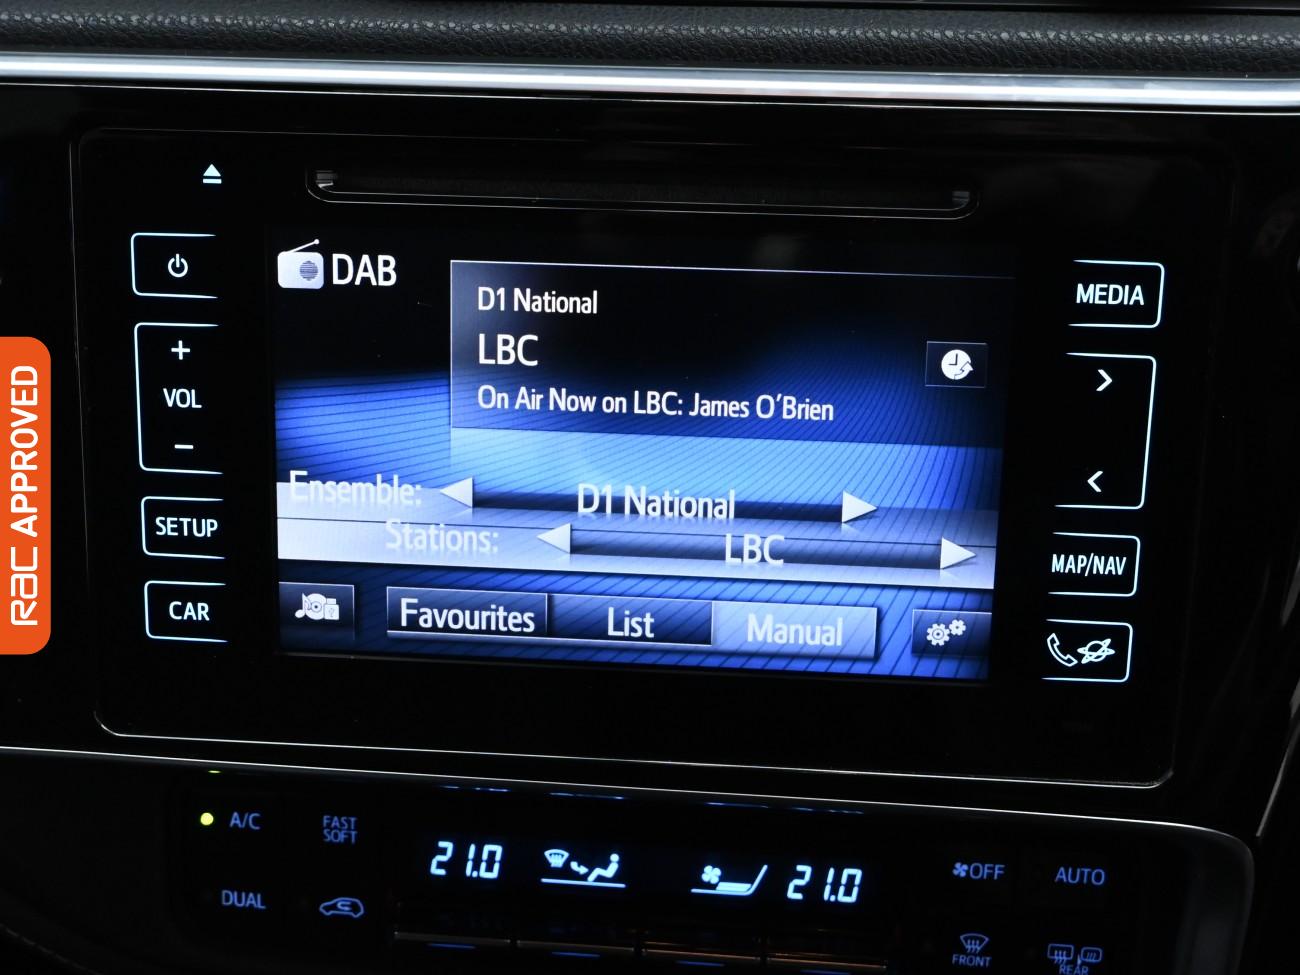 DAB
D1 National
LBC
On Air Now on LBC: James O'Brien
Ensemble: D1 National
Stations: LBC
Favourites List Manual
VOL
SETUP
CAR
MEDIA
MAP/NAV
RAC APPROVED
A/C
FAST
SOFT
21.0
21.0
OFF
AUTO
DUAL
FRONT
REAR